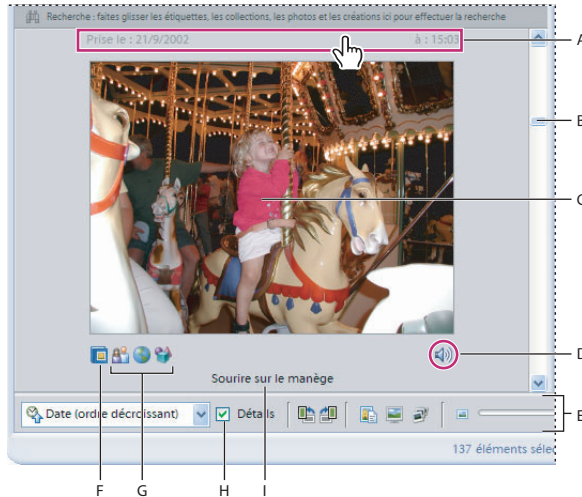 Recherche : faites glisser les étiquettes, les collections, les photos et les créations ici pour effectuer la recherche
Prise le : 21/9/2002 à : 15:03
A
B
C
D
Sourire sur le manège
Date (ordre décroissant) Détails
E
137 éléments séle
F G H I